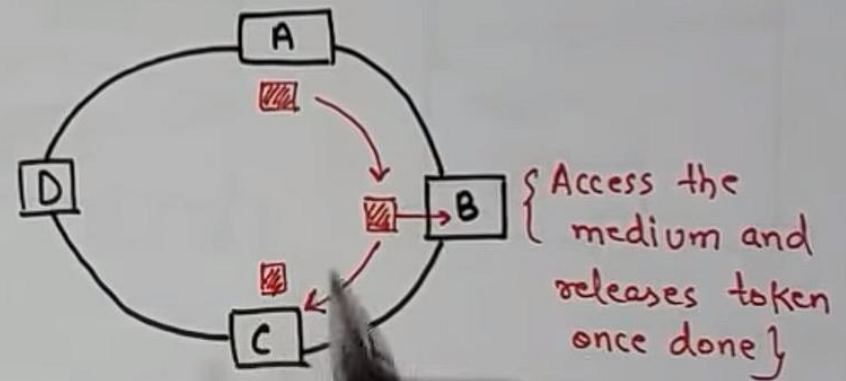 A
D
B
{ Access the
medium and
releases token
once done }
C